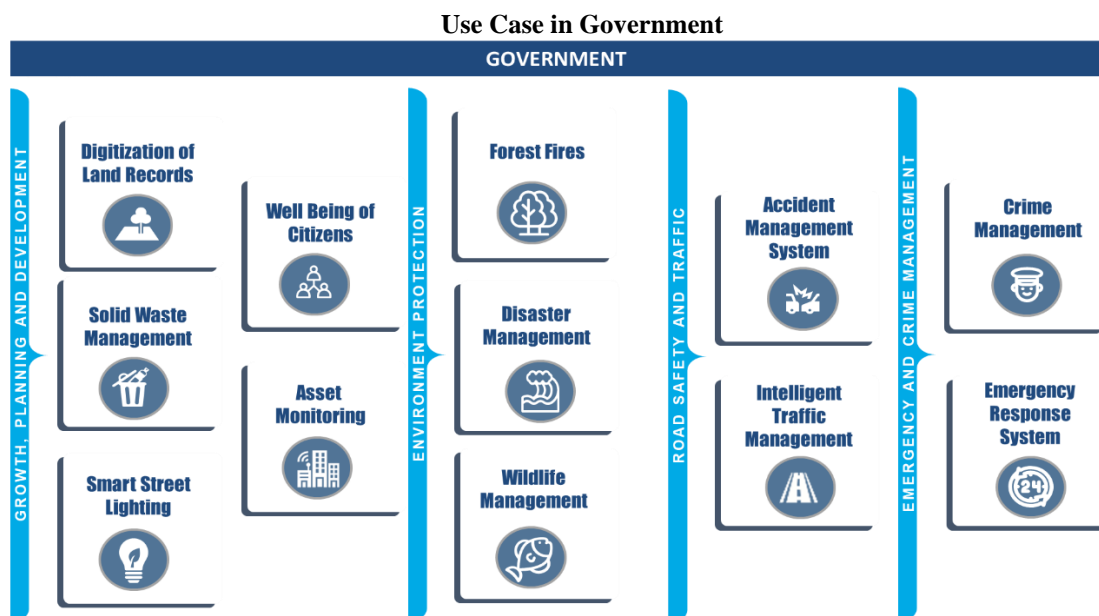 Use Case in Government
GOVERNMENT
GROWTH, PLANNING AND DEVELOPMENT
Digitization of
Land Records
Solid Waste
Management
Smart Street
Lighting
Well Being of
Citizens
Asset
Monitoring
ENVIRONMENT PROTECTION
Forest Fires
Disaster
Management
Wildlife
Management
ROAD SAFETY AND TRAFFIC
Accident
Management
System
Intelligent
Traffic
Management
EMERGENCY AND CRIME MANAGEMENT
Crime
Management
Emergency
Response
System
24